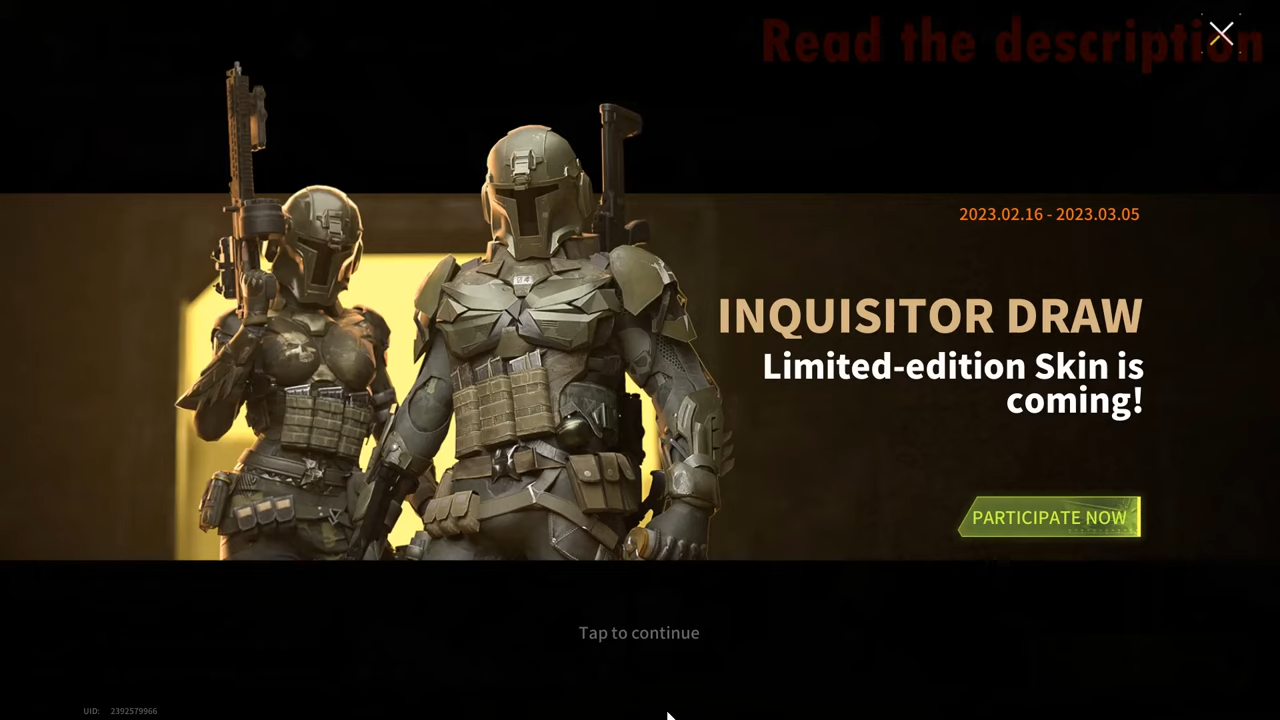 Read the description
2023.02.16 - 2023.03.05
INQUISITOR DRAW
Limited-edition Skin is
coming!
PARTICIPATE NOW
Tap to continue
UID: 2392579966